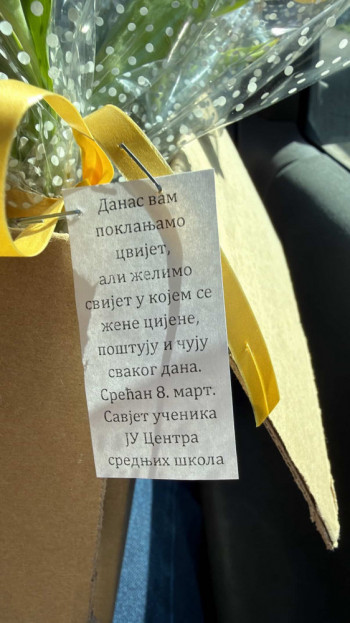 Данас вам
поклањамо
цвијет,
али желимо
свијет у којем се
жене цијене,
поштују и чују
сваког дана.
Срећан 8. март.
Савјет ученика
ЈУ Центра
средњих школа